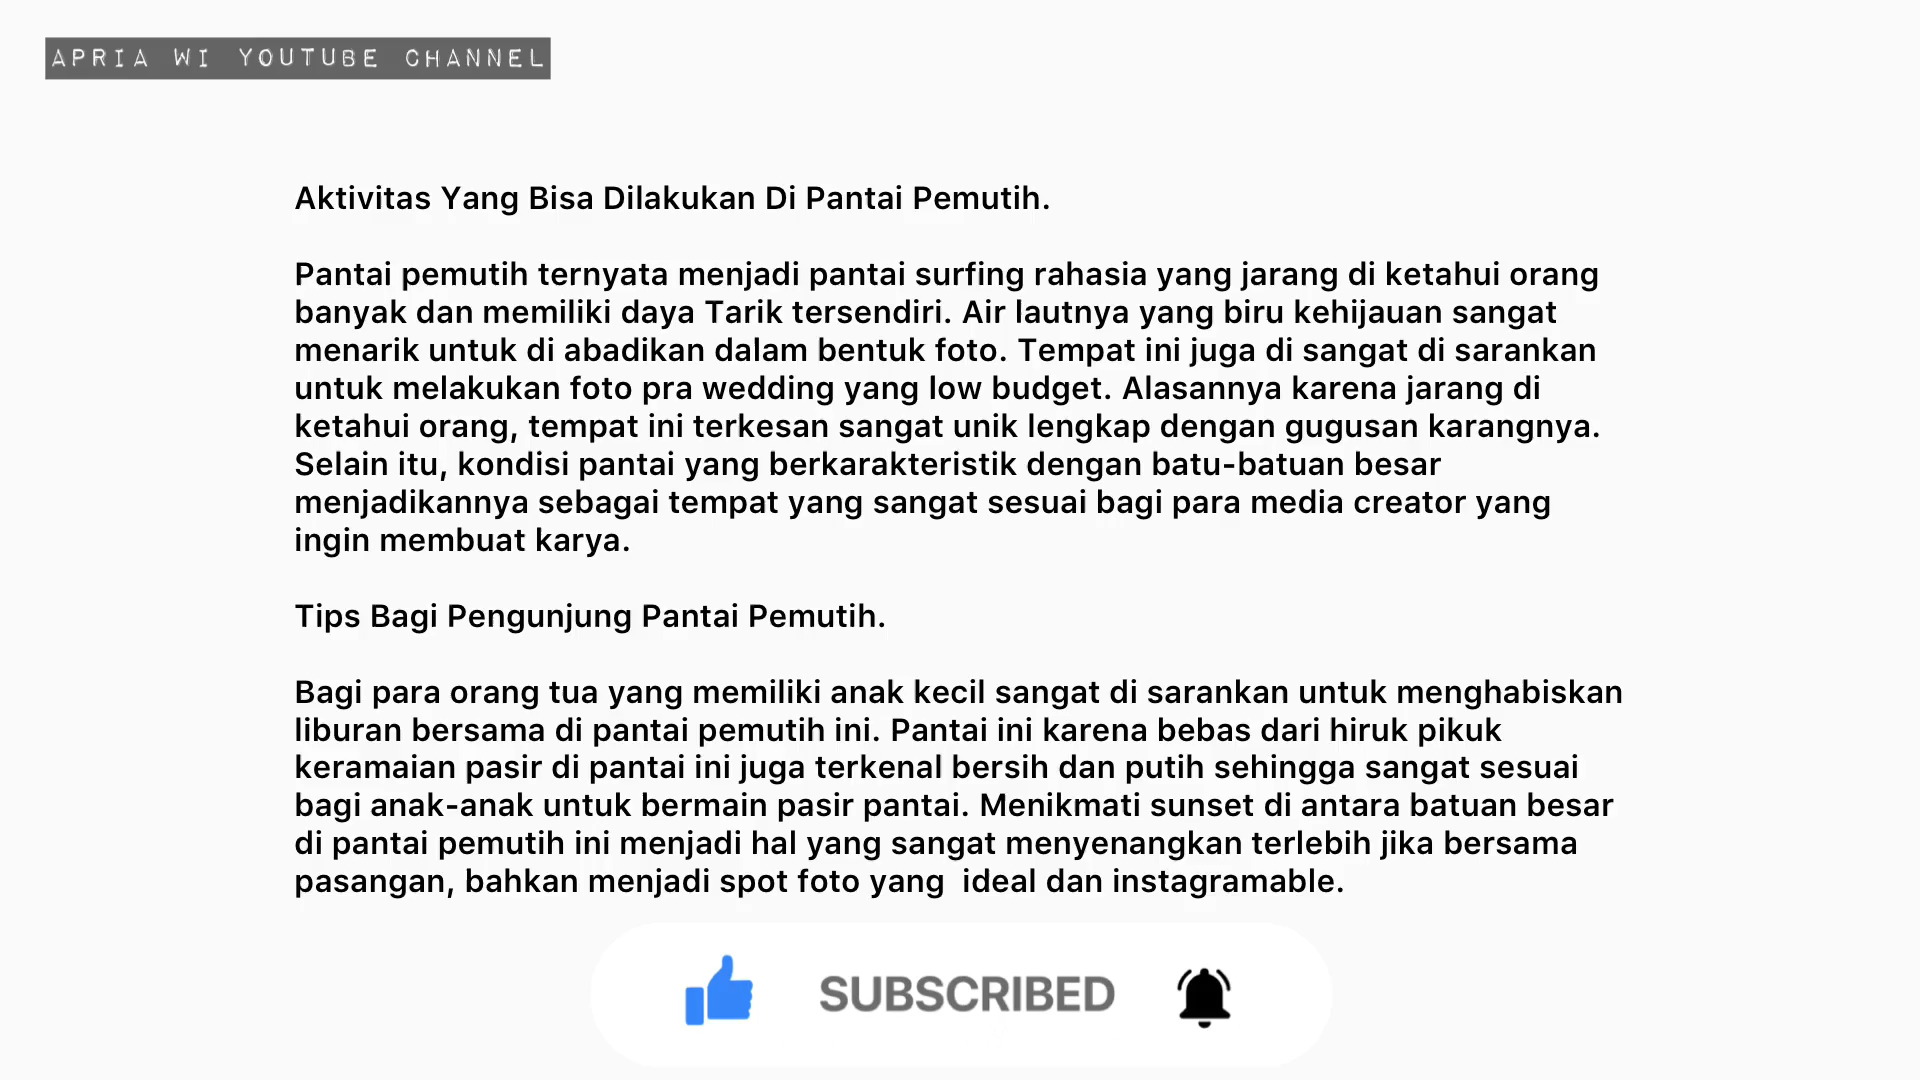 APRIA WI YOUTUBE CHANNEL
Aktivitas Yang Bisa Dilakukan Di Pantai Pemutih.
Pantai pemutih ternyata menjadi pantai surfing rahasia yang jarang di ketahui orang
banyak dan memiliki daya Tarik tersendiri. Air lautnya yang biru kehijauan sangat
menarik untuk di abadikan dalam bentuk foto. Tempat ini juga di sangat di sarankan
untuk melakukan foto pra wedding yang low budget. Alasannya karena jarang di
ketahui orang, tempat ini terkesan sangat unik lengkap dengan gugusan karangnya.
Selain itu, kondisi pantai yang berkarakteristik dengan batu-batuan besar
menjadikannya sebagai tempat yang sangat sesuai bagi para media creator yang
ingin membuat karya.
Tips Bagi Pengunjung Pantai Pemutih.
Bagi para orang tua yang memiliki anak kecil sangat di sarankan untuk menghabiskan
liburan bersama di pantai pemutih ini. Pantai ini karena bebas dari hiruk pikuk
keramaian pasir di pantai ini juga terkenal bersih dan putih sehingga sangat sesuai
bagi anak-anak untuk bermain pasir pantai. Menikmati sunset di antara batuan besar
di pantai pemutih ini menjadi hal yang sangat menyenangkan terlebih jika bersama
pasangan, bahkan menjadi spot foto yang  ideal dan instagramable.
SUBSCRIBED